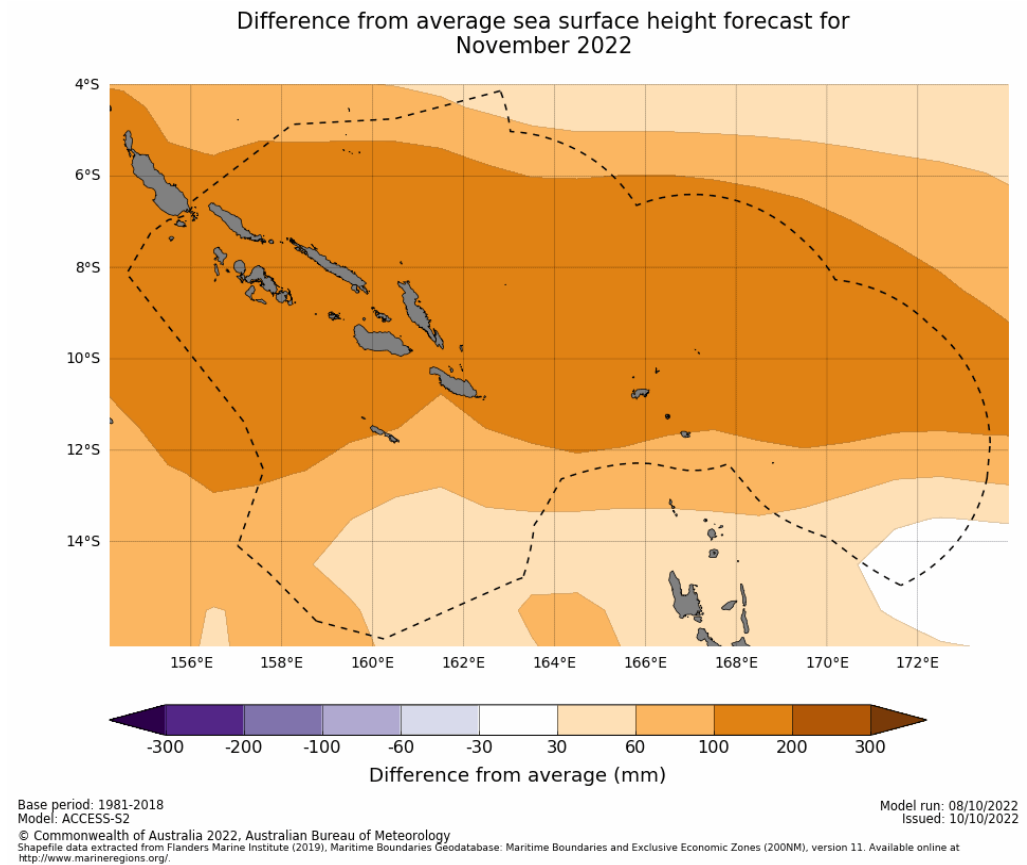 Difference from average sea surface height forecast for
November 2022
4°S
6°S
8°S
10°S
12°S
14°S
156°E 158°E 160°E 162°E 164°E 166°E 168°E 170°E 172°E
-300 -200 -100 -60 -30 30 60 100 200 300
Difference from average (mm)
Base period: 1981-2018
Model: ACCESS-S2
Model run: 08/10/2022
Issued: 10/10/2022
© Commonwealth of Australia 2022, Australian Bureau of Meteorology
Shapefile data extracted from Flanders Marine Institute (2019), Maritime Boundaries Geodatabase: Maritime Boundaries and Exclusive Economic Zones (200NM), version 11. Available online at
http://www.marineregions.org/.